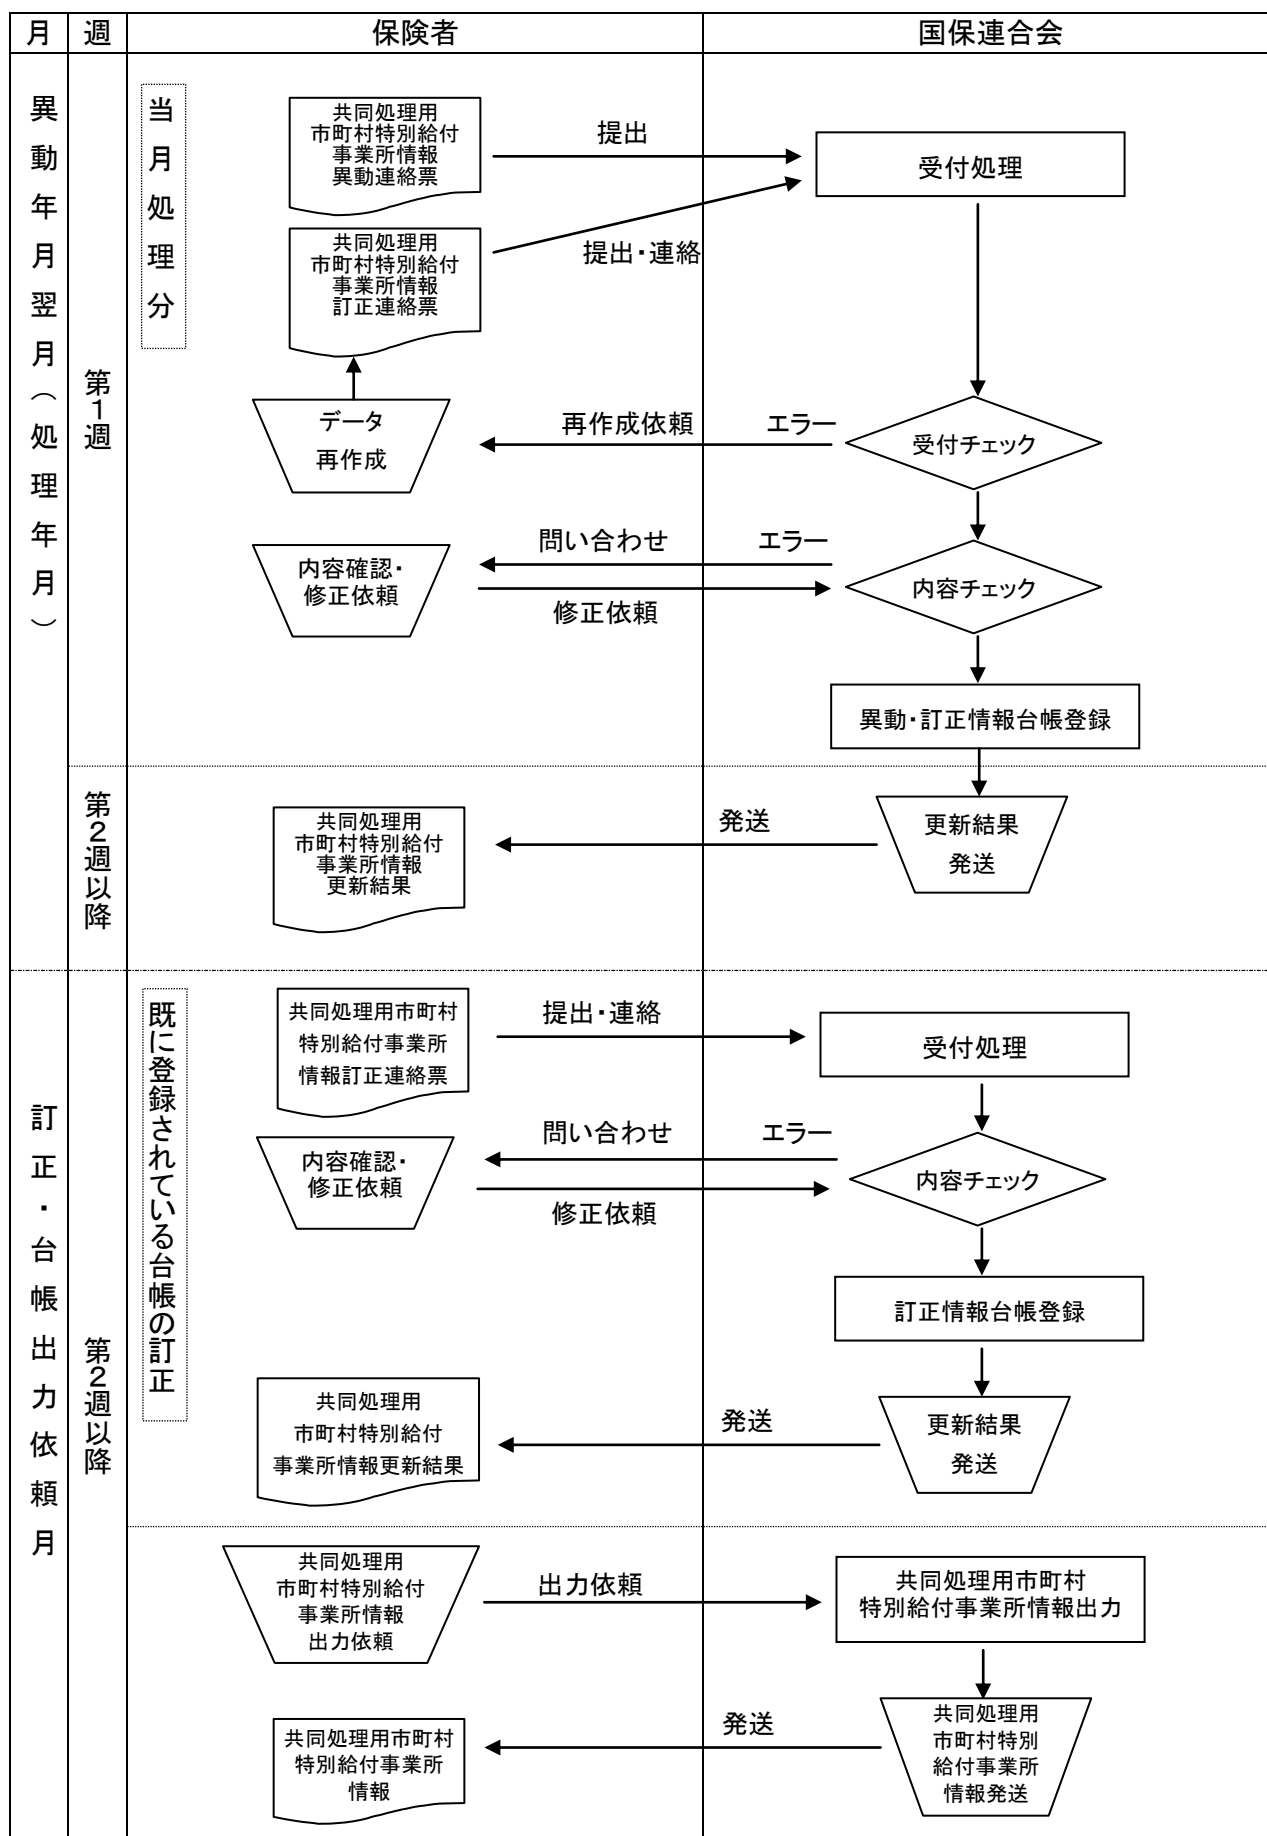 月
週
保険者
国保連合会
異動年月翌月（処理年月）
第1週
当月処理分
共同処理用
市町村特別給付
事業所情報
異動連絡票
提出
受付処理
共同処理用
市町村特別給付
事業所情報
訂正連絡票
提出・連絡
データ
再作成
再作成依頼
エラー
受付チェック
内容確認・
修正依頼
問い合わせ
エラー
修正依頼
内容チェック
異動・訂正情報台帳登録
第2週以降
共同処理用
市町村特別給付
事業所情報
更新結果
発送
更新結果
発送
訂正・台帳出力依頼月
第2週以降
既に登録されている台帳の訂正
共同処理用市町村
特別給付事業所
情報訂正連絡票
提出・連絡
受付処理
内容確認・
修正依頼
問い合わせ
エラー
修正依頼
内容チェック
訂正情報台帳登録
共同処理用
市町村特別給付
事業所情報更新結果
発送
更新結果
発送
共同処理用
市町村特別給付
事業所情報
出力依頼
出力依頼
共同処理用市町村
特別給付事業所情報出力
共同処理用市町村
特別給付事業所
情報
発送
共同処理用
市町村特別
給付事業所
情報発送